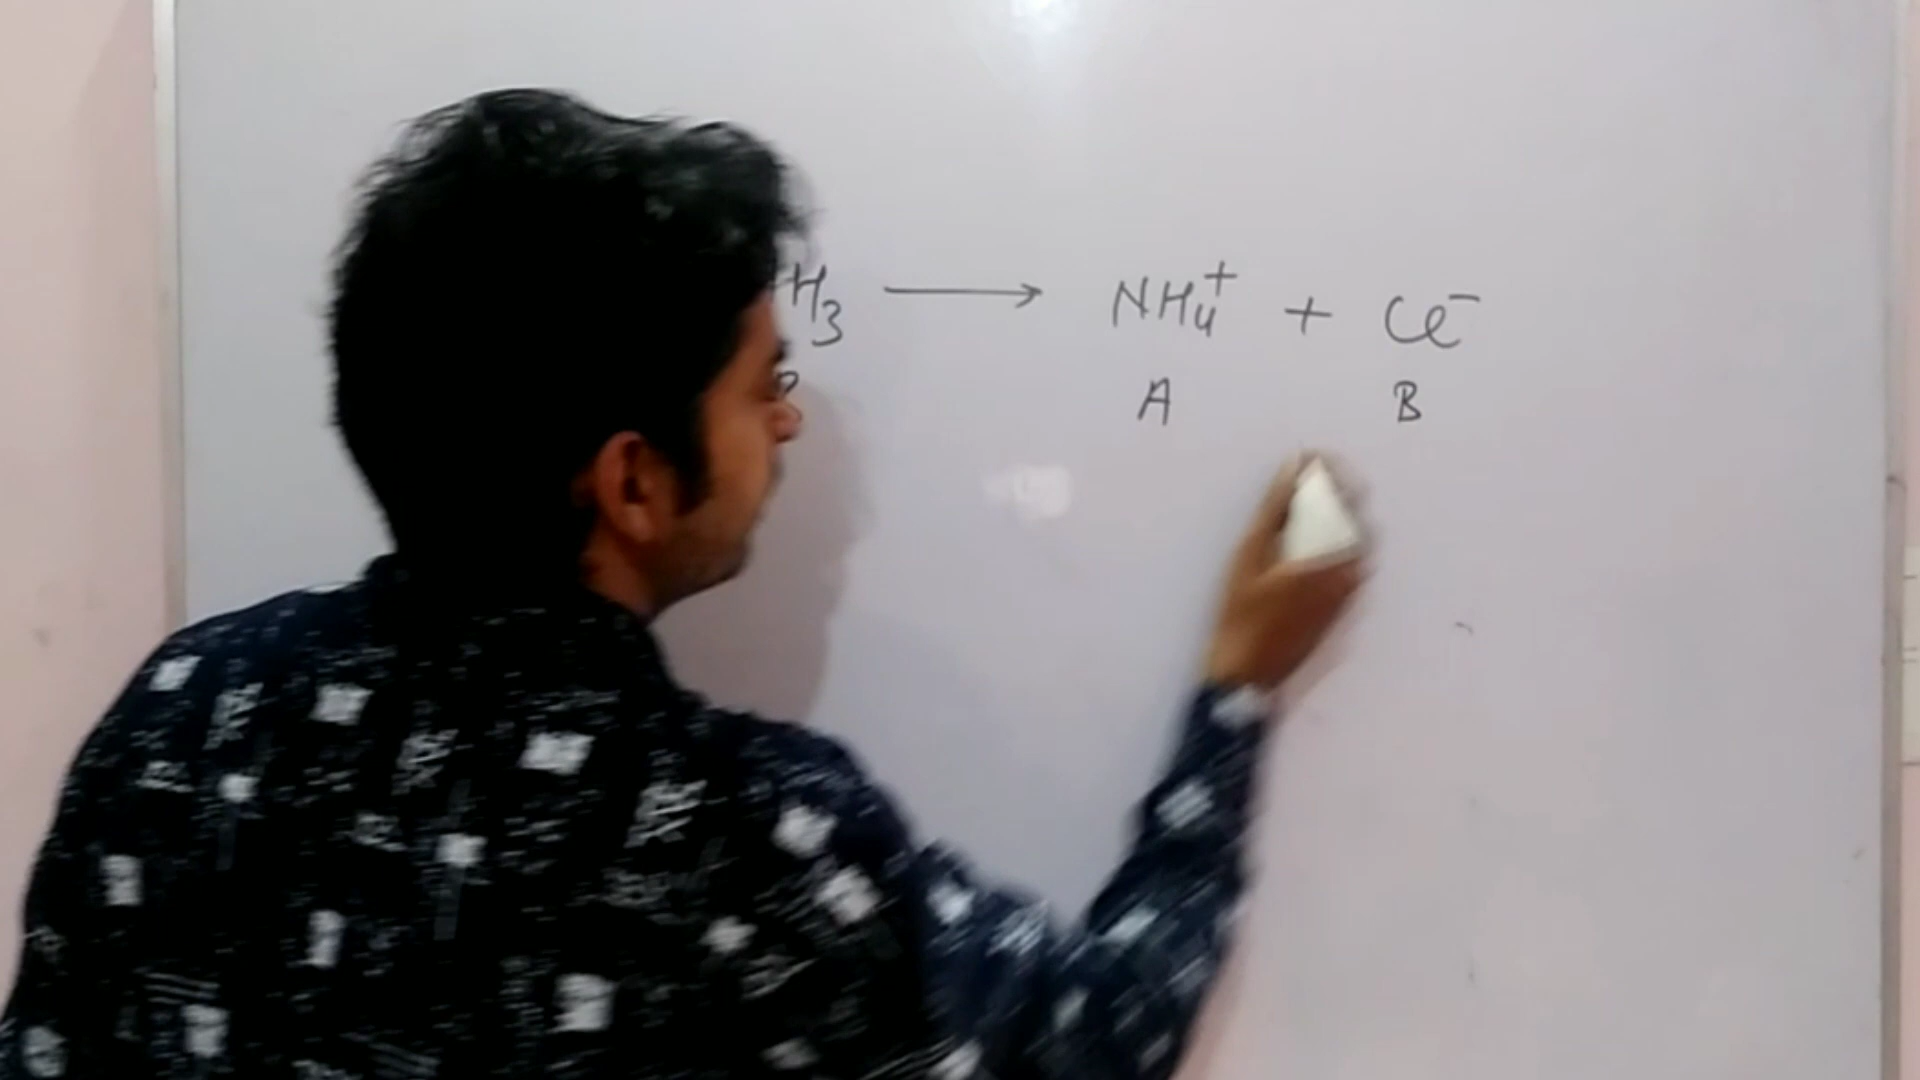 H₃ ⟶ NH₄⁺ + Cl⁻
A B